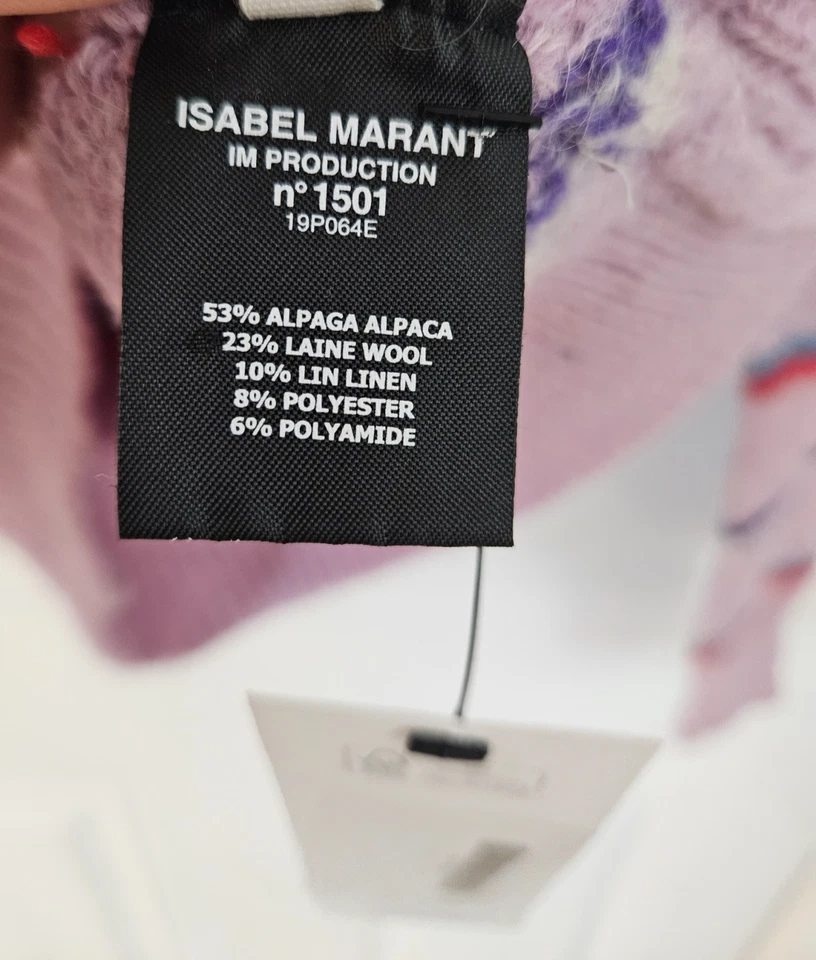 ISABEL MARANT
IM PRODUCTION
n° 1501
19P064E
53% ALPAGA ALPACA
23% LAINE WOOL
10% LIN LINEN
8% POLYESTER
6% POLYAMIDE